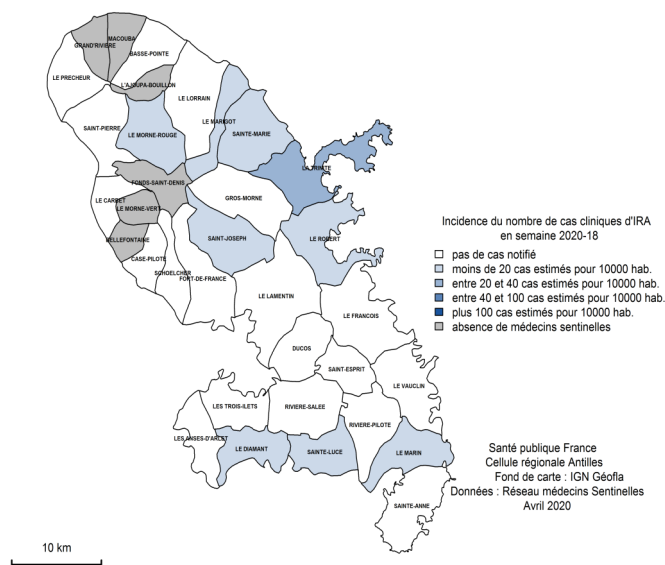 MACOUBA
GRAND'RIVIERE
BASSE-POINTE
LE PRECHEUR
L'AJOUPA-BOUILLON
LE LORRAIN
SAINT-PIERRE
LE MORNE-ROUGE
LE MARIGOT
SAINTE-MARIE
LA TRINITE
FONDS-SAINT-DENIS
LE CARBET
LE MORNE-VERT
GROS-MORNE
BELLEFONTAINE
SAINT-JOSEPH
LE ROBERT
CASE-PILOTE
SCHOELCHER
FORT-DE-FRANCE
LE LAMENTIN
LE FRANCOIS
DUCOS
SAINT-ESPRIT
LE VAUCLIN
LES TROIS-ILETS
RIVIERE-SALEE
RIVIERE-PILOTE
LES ANSES-D'ARLET
LE DIAMANT
SAINTE-LUCE
LE MARIN
SAINTE-ANNE
Incidence du nombre de cas cliniques d'IRA
en semaine 2020-18
pas de cas notifié
moins de 20 cas estimés pour 10000 hab.
entre 20 et 40 cas estimés pour 10000 hab.
entre 40 et 100 cas estimés pour 10000 hab.
plus 100 cas estimés pour 10000 hab.
absence de médecins sentinelles
Santé publique France
Cellule régionale Antilles
Fond de carte : IGN Géofla
Données : Réseau médecins Sentinelles
Avril 2020
10 km